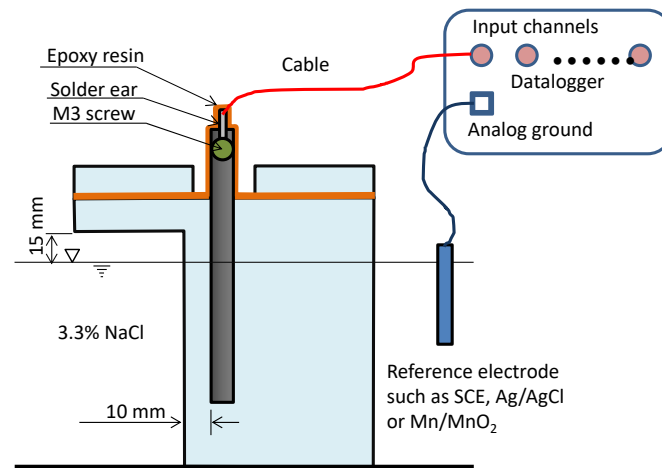 Epoxy resin
Solder ear
M3 screw
Cable
Input channels
Datalogger
Analog ground
15 mm
3.3% NaCl
10 mm
Reference electrode
such as SCE, Ag/AgCl
or Mn/MnO₂